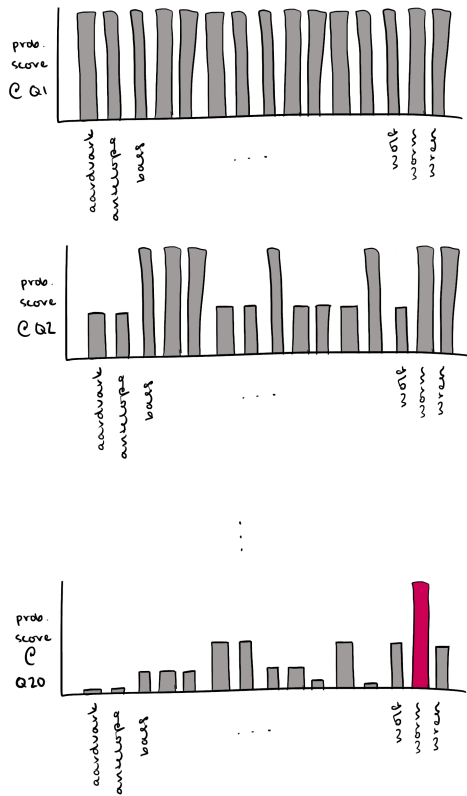 prob.
score
@ Q1
aardvark
antelope
bass
...
wolf
worm
wren
prob.
score
@ Q2
aardvark
antelope
bass
...
wolf
worm
wren
...
prob.
score
@
Q20
aardvark
antelope
bass
...
wolf
worm
wren